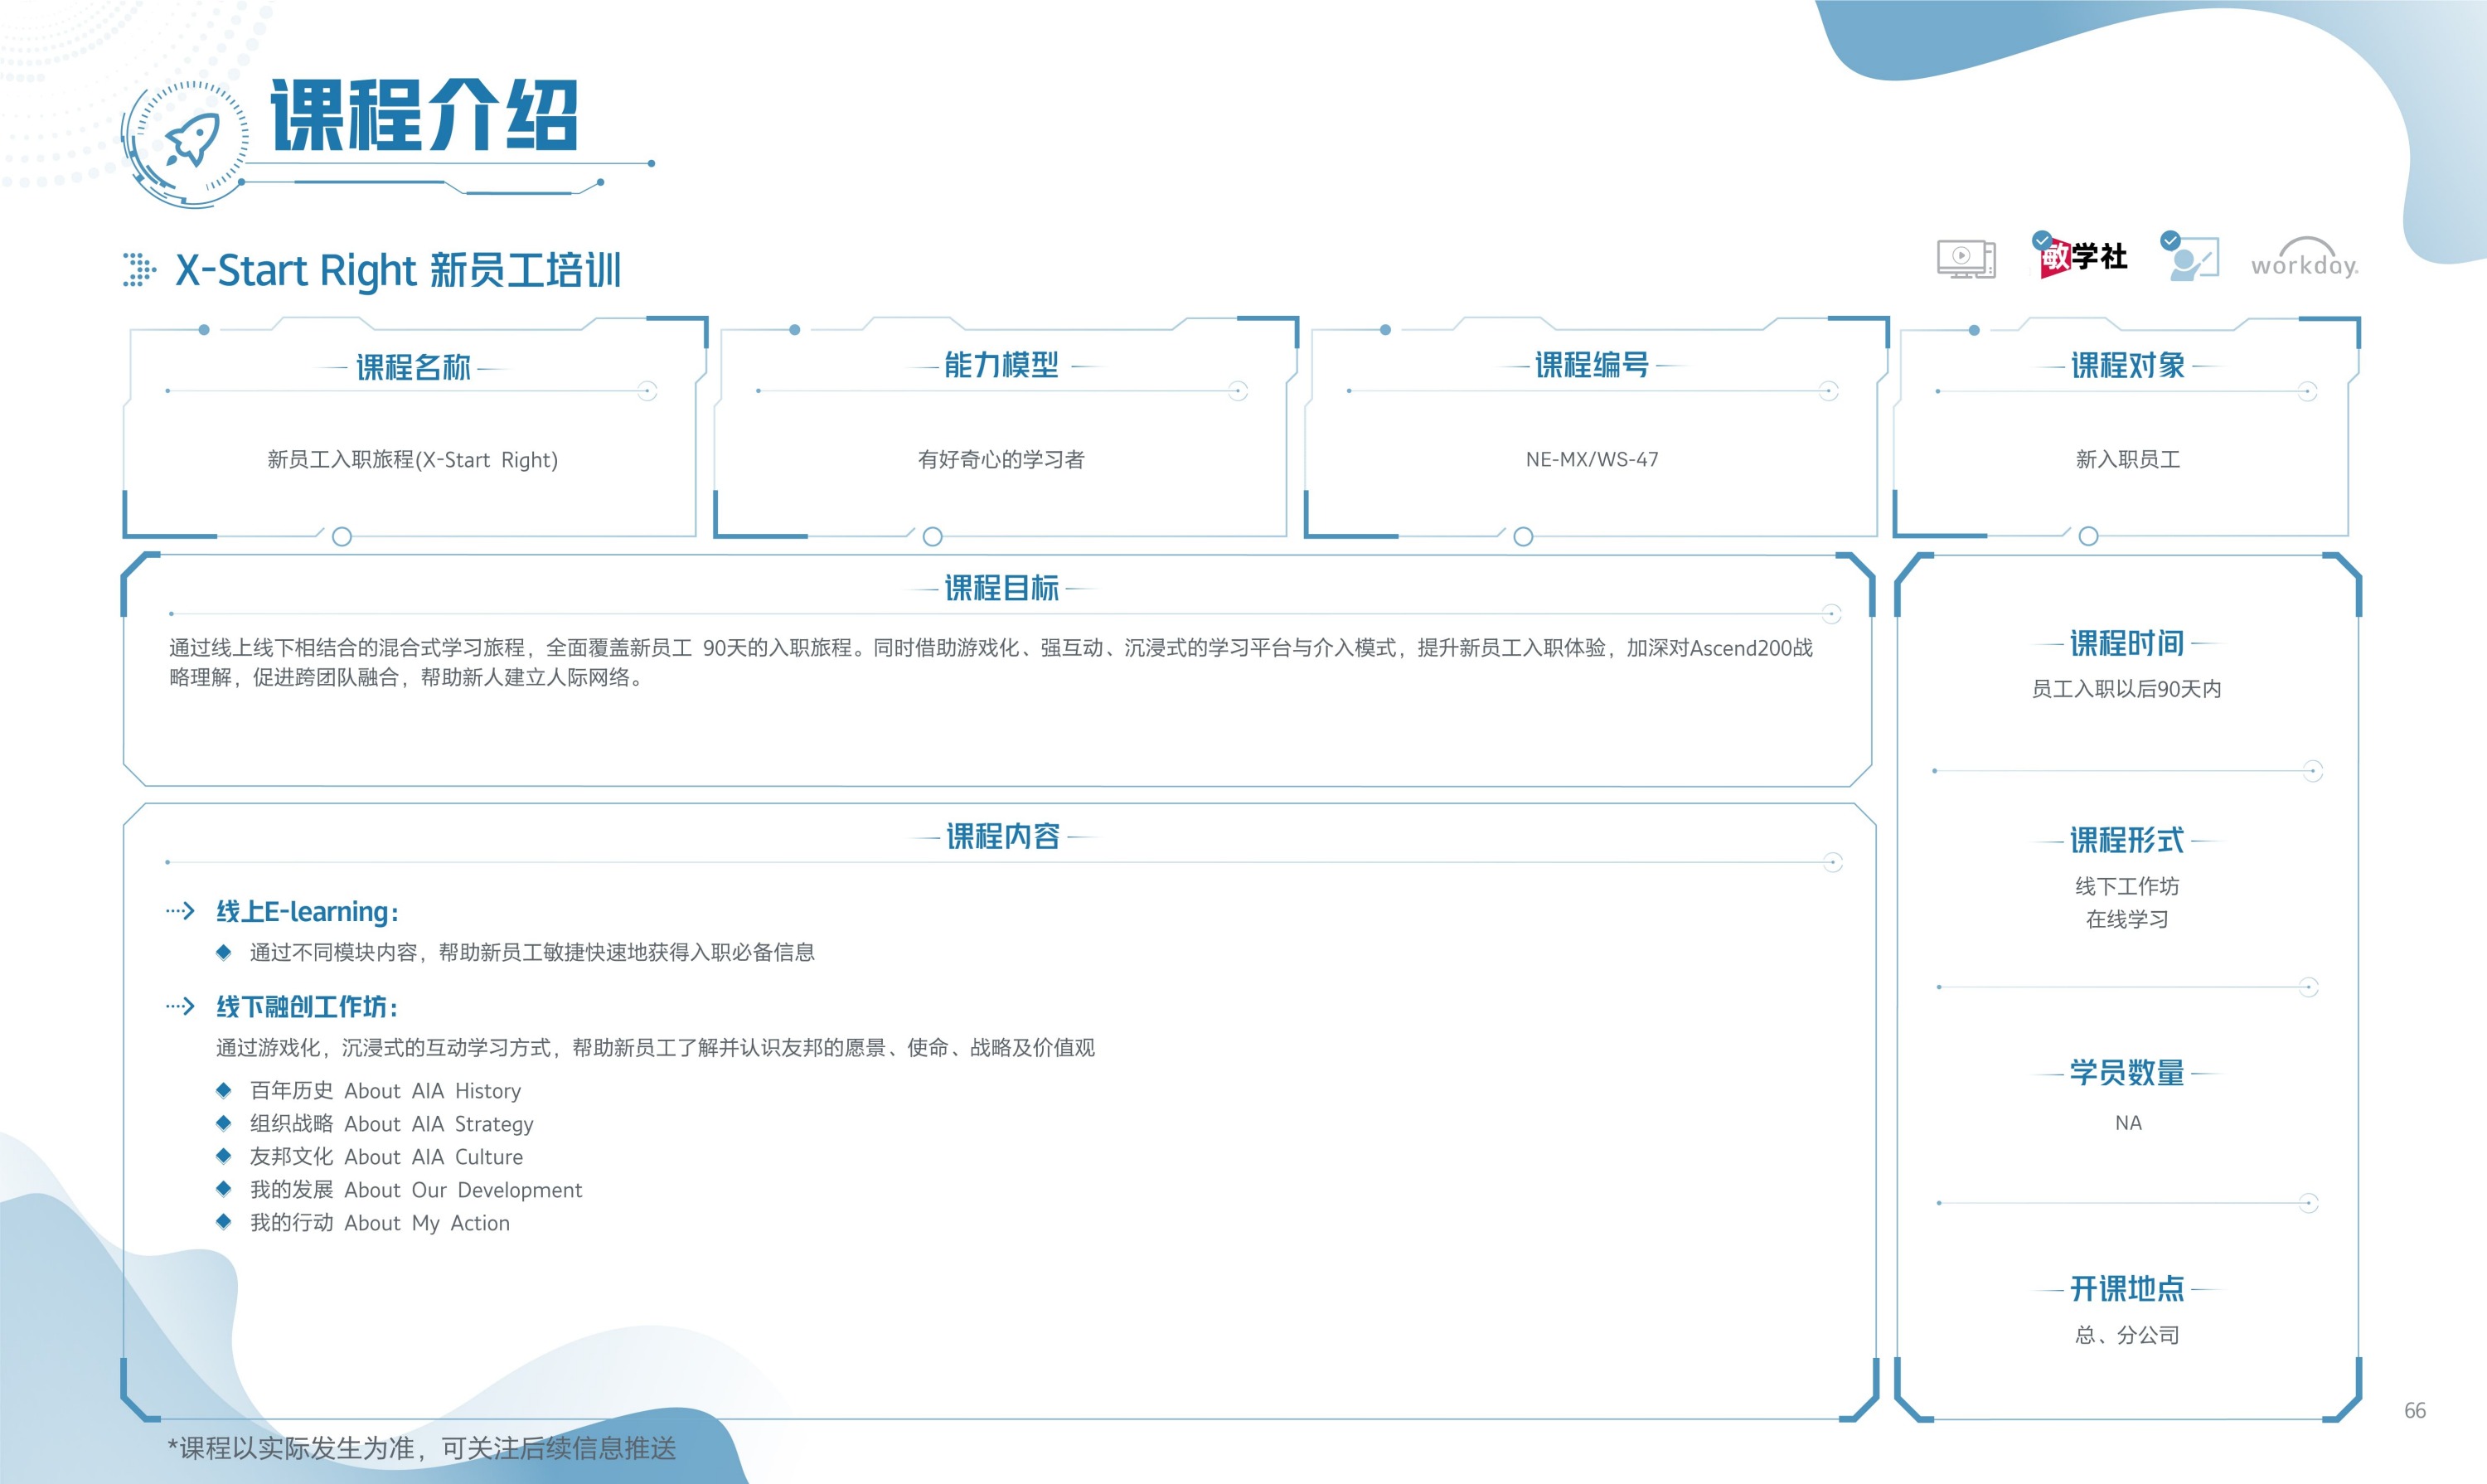 课程介绍
X-Start Right 新员工培训
敏学社
workday.
课程名称
新员工入职旅程(X-Start Right)
能力模型
有好奇心的学习者
课程编号
NE-MX/WS-47
课程对象
新入职员工
课程目标
通过线上线下相结合的混合式学习旅程，全面覆盖新员工 90天的入职旅程。同时借助游戏化、强互动、沉浸式的学习平台与介入模式，提升新员工入职体验，加深对Ascend200战
略理解，促进跨团队融合，帮助新人建立人际网络。
课程内容
线上E-learning：
通过不同模块内容，帮助新员工敏捷快速地获得入职必备信息
线下融创工作坊：
通过游戏化，沉浸式的互动学习方式，帮助新员工了解并认识友邦的愿景、使命、战略及价值观
百年历史 About AIA History
组织战略 About AIA Strategy
友邦文化 About AIA Culture
我的发展 About Our Development
我的行动 About My Action
课程时间
员工入职以后90天内
课程形式
线下工作坊
在线学习
学员数量
NA
开课地点
总、分公司
*课程以实际发生为准，可关注后续信息推送
66